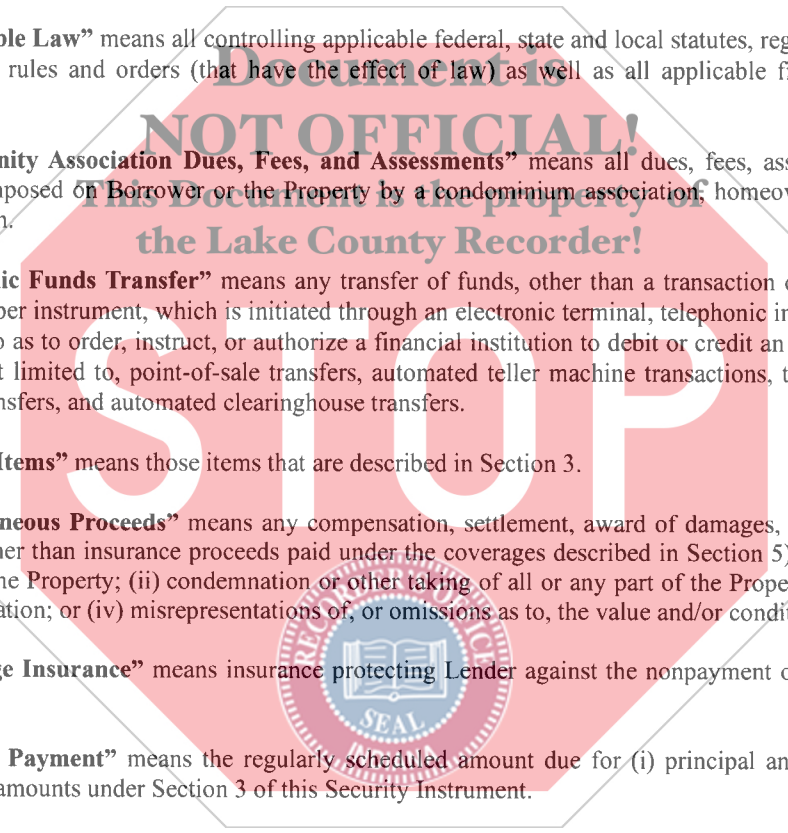 ble Law” means all controlling applicable federal, state and local statutes, reg
rules and orders (that have the effect of law) as well as all applicable f
Document is
NOT OFFICIAL!
nity Association Dues, Fees, and Assessments” means all dues, fees, ass
mposed on Borrower or the Property by a condominium association, homeov
n.
This Document is the property of
the Lake County Recorder!
ic Funds Transfer” means any transfer of funds, other than a transaction
per instrument, which is initiated through an electronic terminal, telephonic in
o as to order, instruct, or authorize a financial institution to debit or credit an
t limited to, point-of-sale transfers, automated teller machine transactions, t
nsfers, and automated clearinghouse transfers.
STOP
Items” means those items that are described in Section 3.
neous Proceeds” means any compensation, settlement, award of damages,
her than insurance proceeds paid under the coverages described in Section 5)
he Property; (ii) condemnation or other taking of all or any part of the Prope
ation; or (iv) misrepresentations of, or omissions as to, the value and/or condit
ge Insurance” means insurance protecting Lender against the nonpayment o
RECORDER'S OFFICE
SEAL
INDIANA
Payment” means the regularly scheduled amount due for (i) principal an
amounts under Section 3 of this Security Instrument.